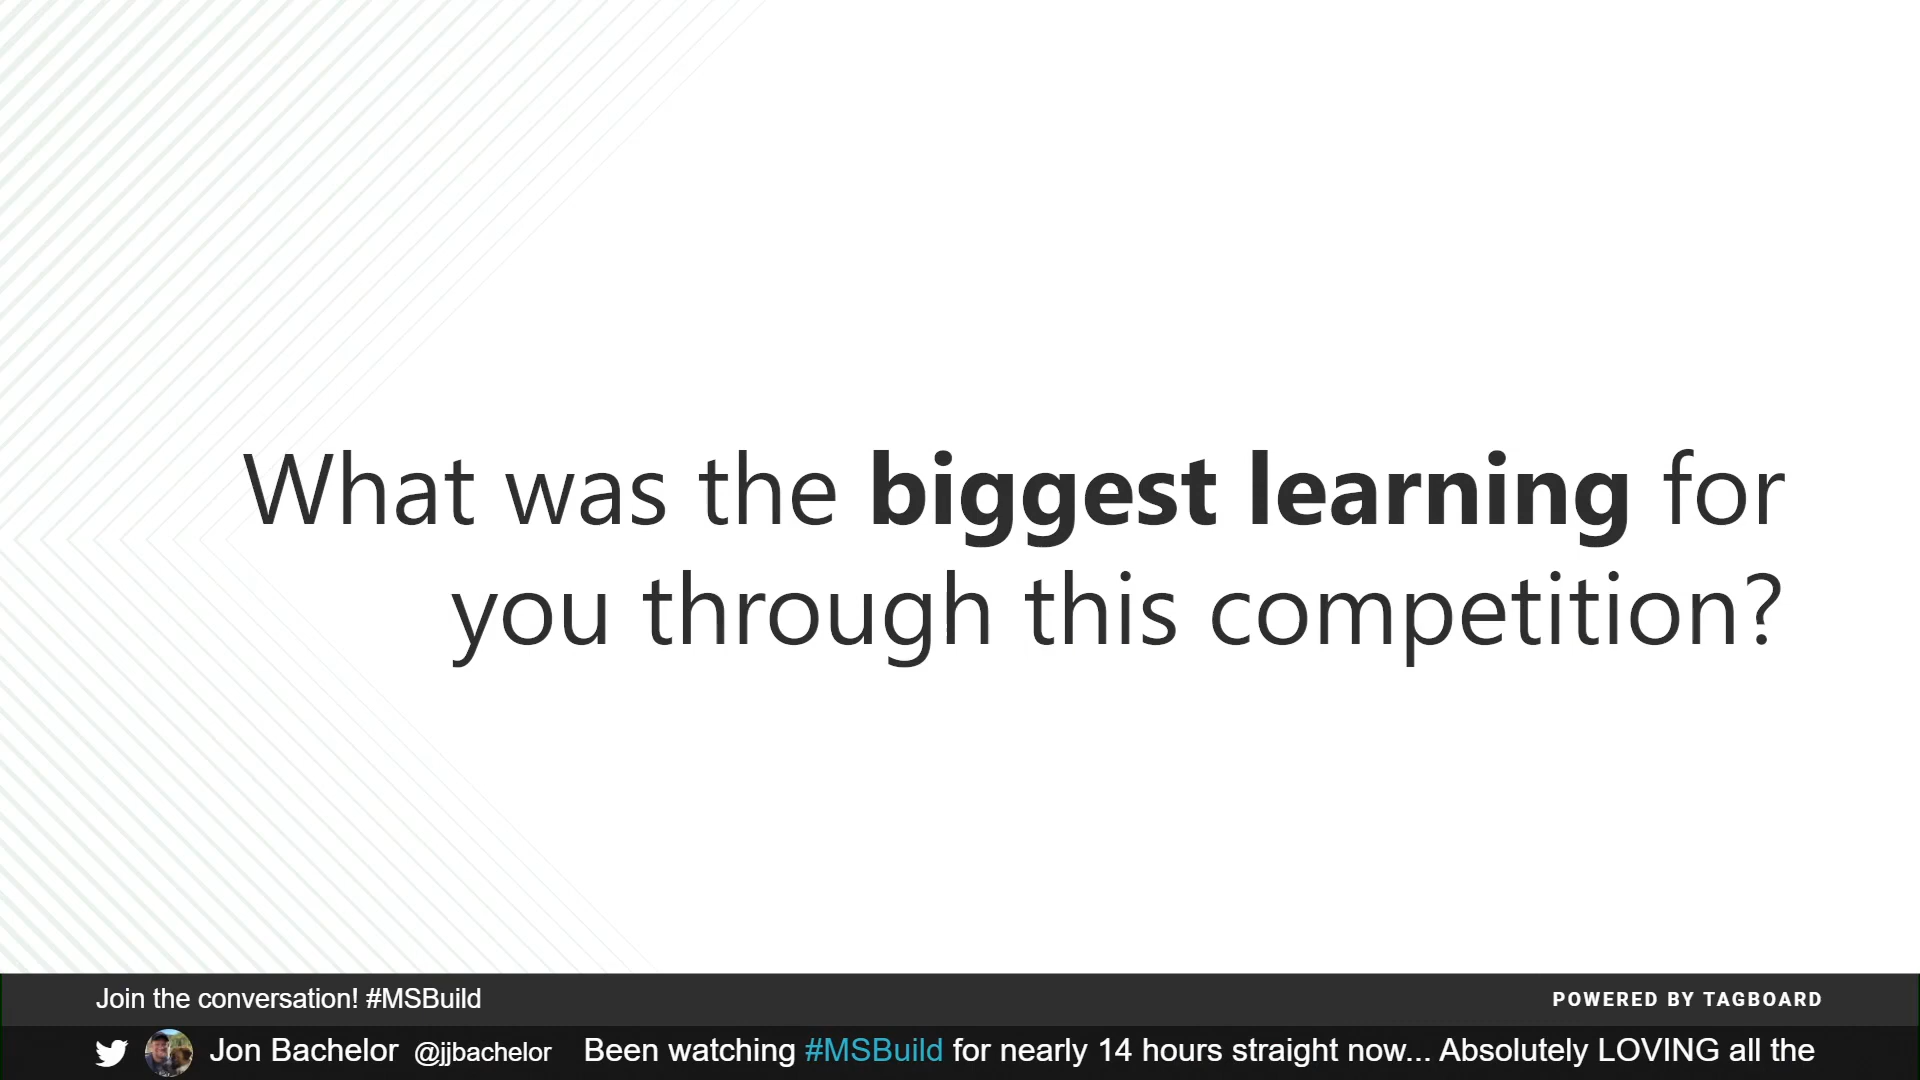 What was the biggest learning for
you through this competition?
Join the conversation! #MSBuild
POWERED BY TAGBOARD
Jon Bachelor @jjbachelor Been watching #MSBuild for nearly 14 hours straight now... Absolutely LOVING all the